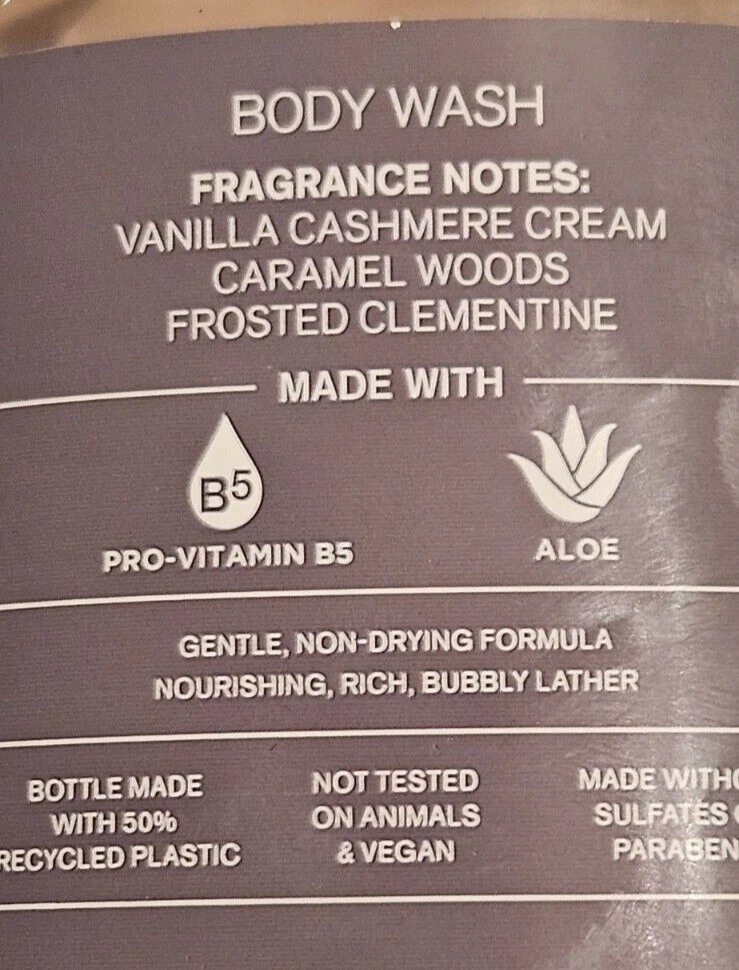 BODY WASH
FRAGRANCE NOTES:
VANILLA CASHMERE CREAM
CARAMEL WOODS
FROSTED CLEMENTINE
MADE WITH
B5
PRO-VITAMIN B5
ALOE
GENTLE, NON-DRYING FORMULA
NOURISHING, RICH, BUBBLY LATHER
BOTTLE MADE
WITH 50%
RECYCLED PLASTIC
NOT TESTED
ON ANIMALS
& VEGAN
MADE
SULFATES